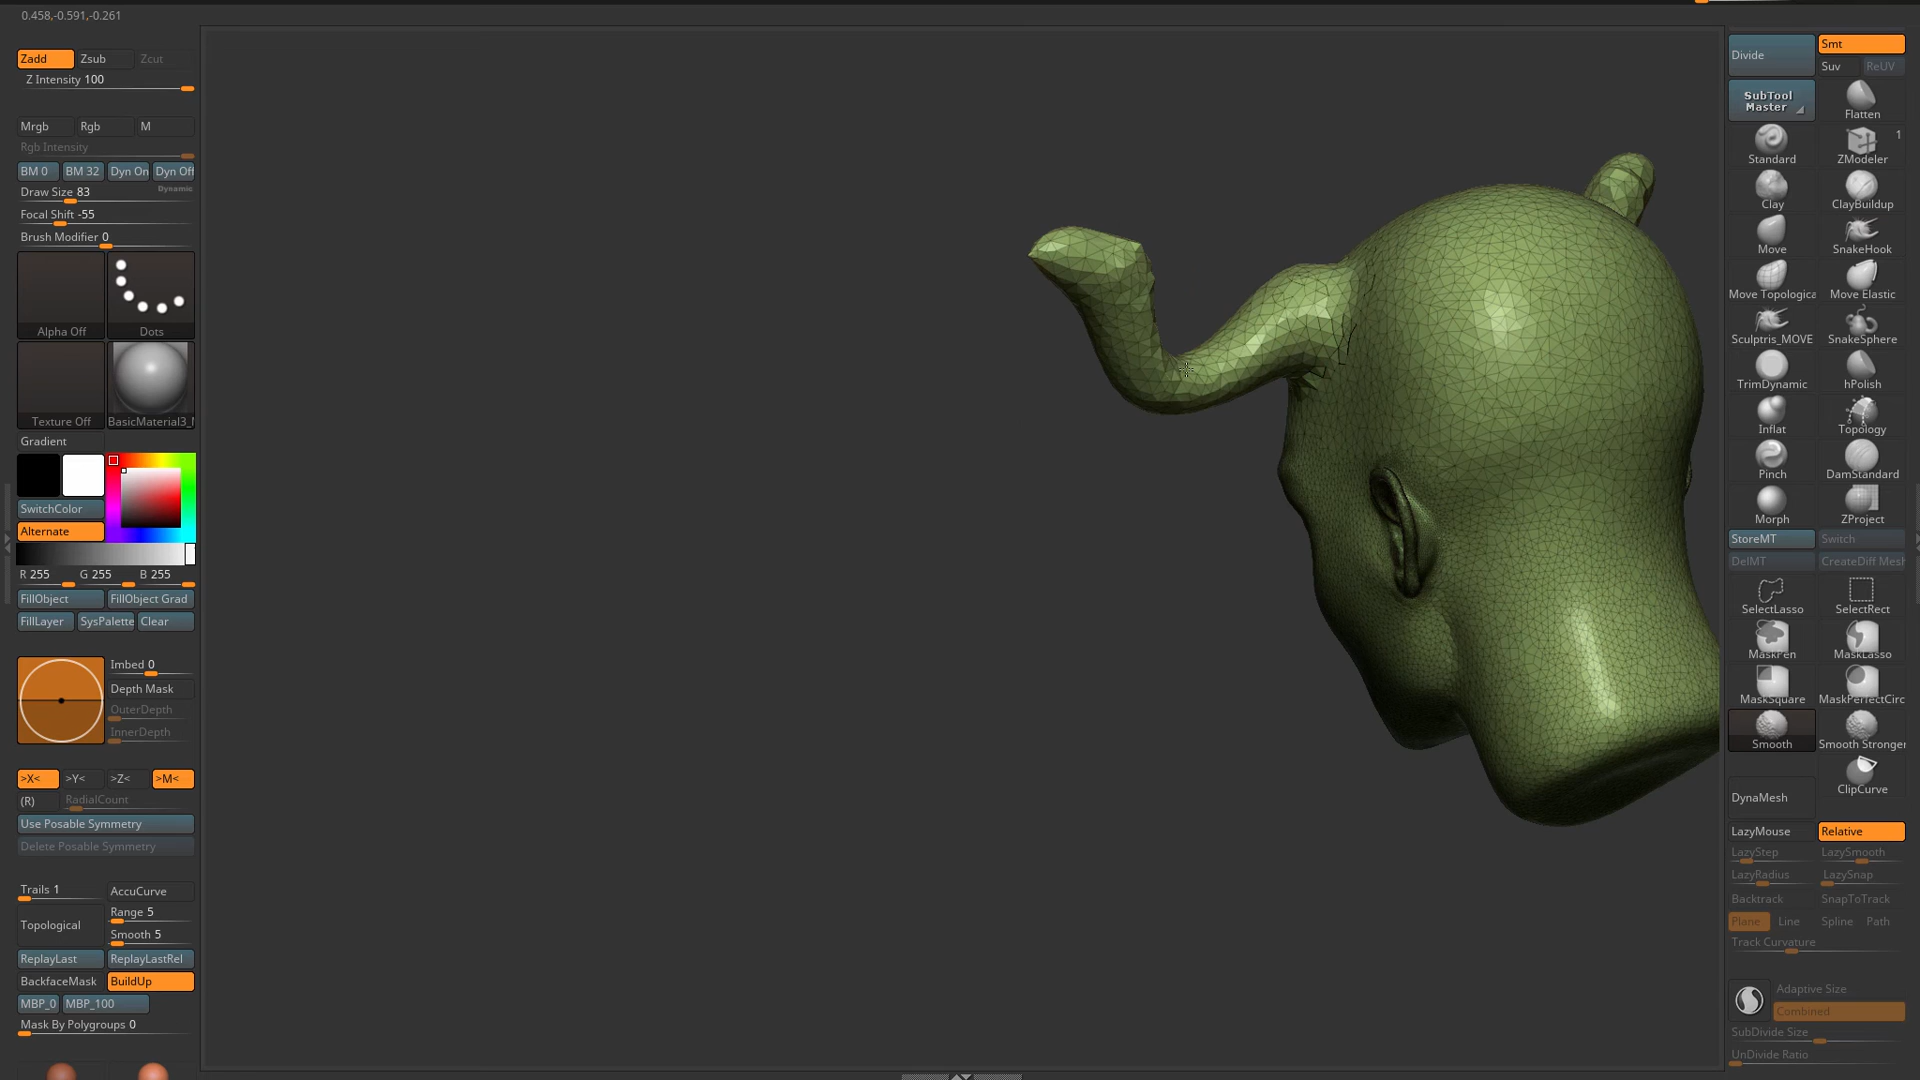 0.458,-0.591,-0.261
Zadd Zsub Zcut
Z Intensity 100
Mrgb Rgb M
Rgb Intensity
BM 0 BM 32 Dyn On Dyn Off
Draw Size 83 Dynamic
Focal Shift -55
Brush Modifier 0
Alpha Off Dots
Texture Off BasicMaterial3_
Gradient
SwitchColor
Alternate
R 255 G 255 B 255
FillObject FillObject Grad
FillLayer SysPalette Clear
Imbed 0
Depth Mask
OuterDepth
InnerDepth
>X< >Y< >Z< >M<
(R) RadialCount
Use Posable Symmetry
Delete Posable Symmetry
Trails 1 AccuCurve
Topological Range 5
Smooth 5
ReplayLast ReplayLastRel
BackfaceMask BuildUp
MBP_0 MBP_100
Mask By Polygroups 0
Divide Smt
Suv ReUV
SubTool
Master
Flatten
Standard ZModeler 1
Clay ClayBuildup
Move SnakeHook
Move Topologica Move Elastic
Sculptris_MOVE SnakeSphere
TrimDynamic hPolish
Inflat Topology
Pinch DamStandard
Morph ZProject
StoreMT Switch
DelMT CreateDiff Mesh
SelectLasso SelectRect
MaskPen MaskLasso
MaskSquare MaskPerfectCirc
Smooth Smooth Stronger
ClipCurve
DynaMesh
LazyMouse Relative
LazyStep LazySmooth
LazyRadius LazySnap
Backtrack SnapToTrack
Plane Line Spline Path
Track Curvature
Adaptive Size
Combined
SubDivide Size
UnDivide Ratio